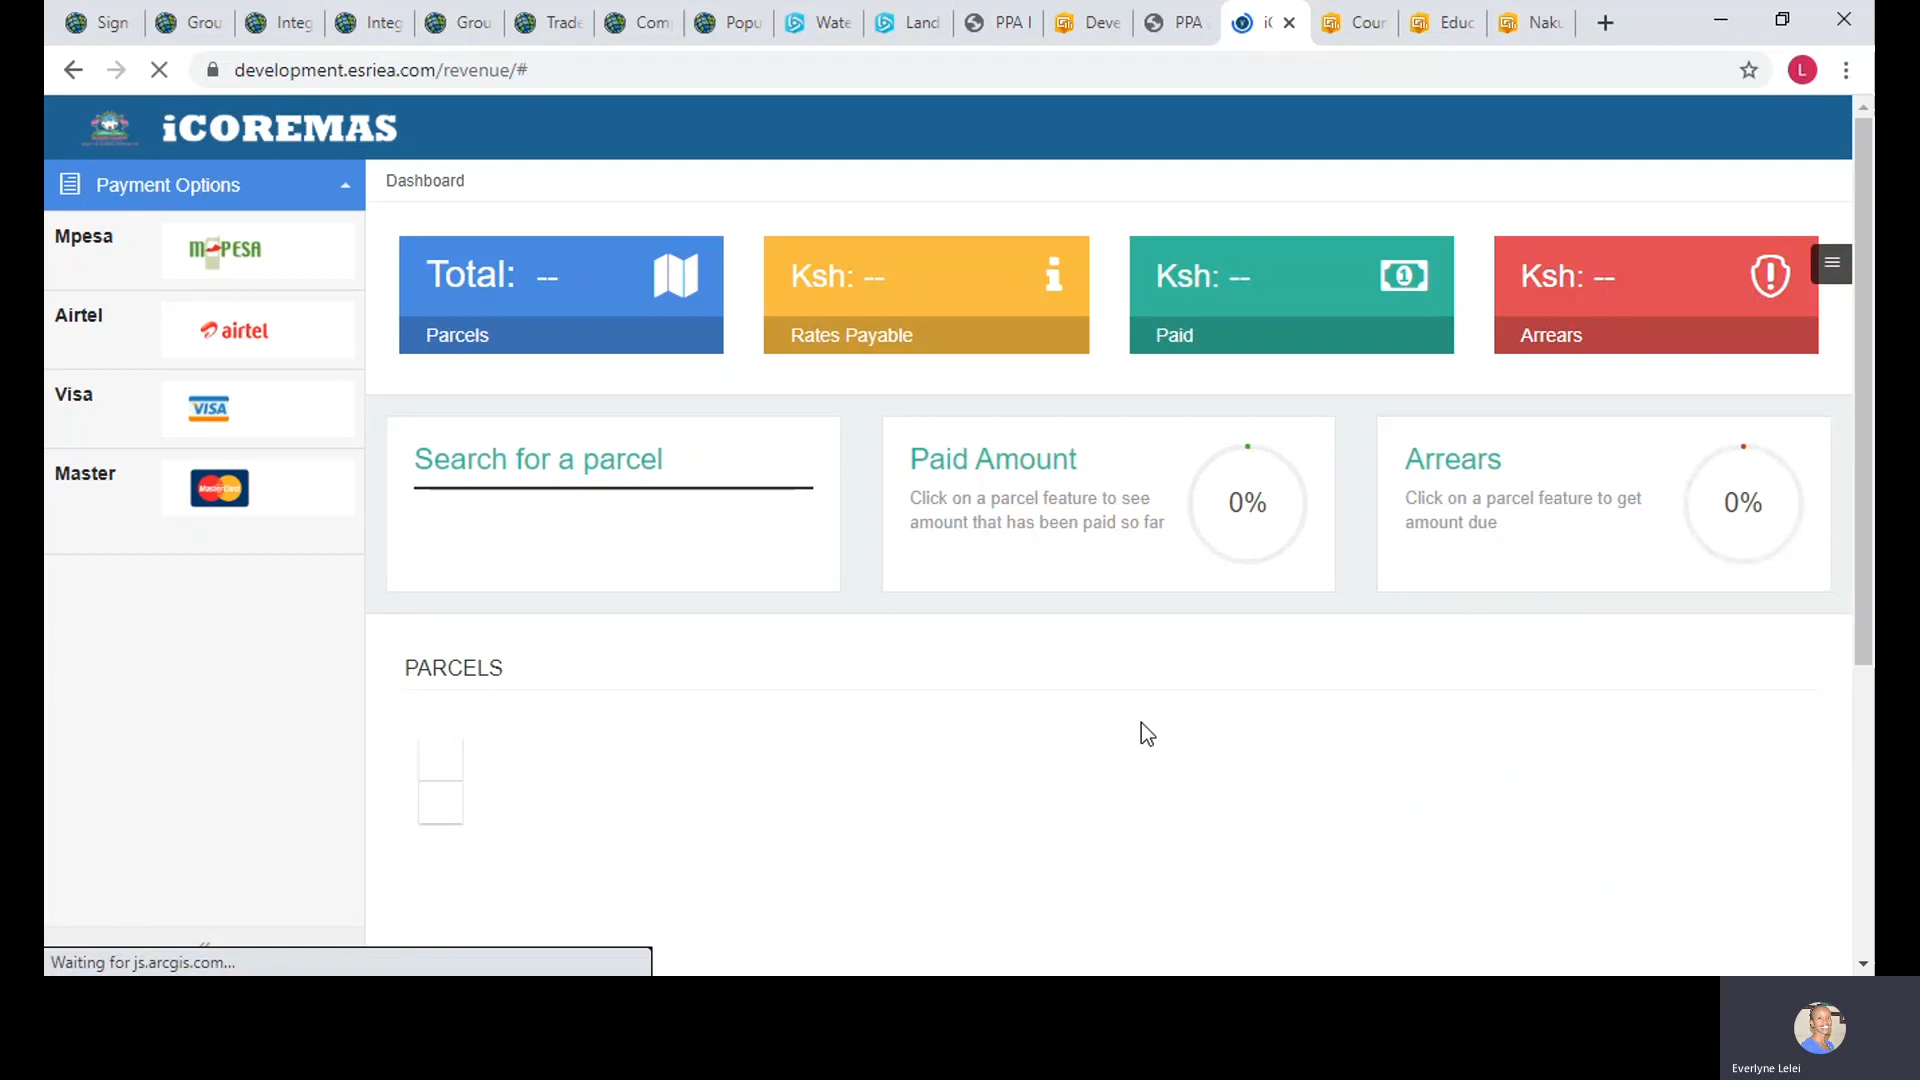 Sign
Grou
Integ
Integ
Grou
Trade
Com
Popu
Wate
Land
PPA
Deve
PPA
Cour
Educ
Naku
development.esriea.com/revenue/#
L
iCOREMAS
Payment Options
Dashboard
Mpesa
M-PESA
Airtel
airtel
Visa
VISA
Master
MasterCard
Total: --
Parcels
Ksh: --
Rates Payable
Ksh: --
Paid
Ksh: --
Arrears
Search for a parcel
Paid Amount
Click on a parcel feature to see
amount that has been paid so far
0%
Arrears
Click on a parcel feature to get
amount due
0%
PARCELS
Waiting for js.arcgis.com...
Everlyne Lelei